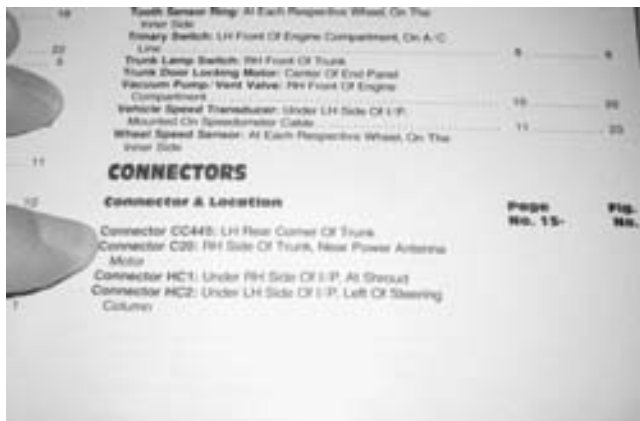 Tooth Sensor Ring: At Each Respective Wheel, On The
Inner Side
Trinary Switch: LH Front Of Engine Compartment, On A/C
Line
Trunk Lamp Switch: RH Front Of Trunk
Trunk Door Locking Motor: Center Of End Panel
Vacuum Pump/Vent Valve: RH Front Of Engine
Compartment
Vehicle Speed Transducer: Under LH Side Of I/P,
Mounted On Speedometer Cable
11
Wheel Speed Sensor: At Each Respective Wheel, On The
Inner Side
11
CONNECTORS
Connector & Location
Page
No. 15-
Fig.
No.
Connector HC1: Under RH Side Of I/P, At Shroud
Connector HC2: Under LH Side Of I/P, Left Of Steering
Column
Connector C20: RH Side Of Trunk, Near Power Antenna
Motor
LH Rear Corner Of Trunk